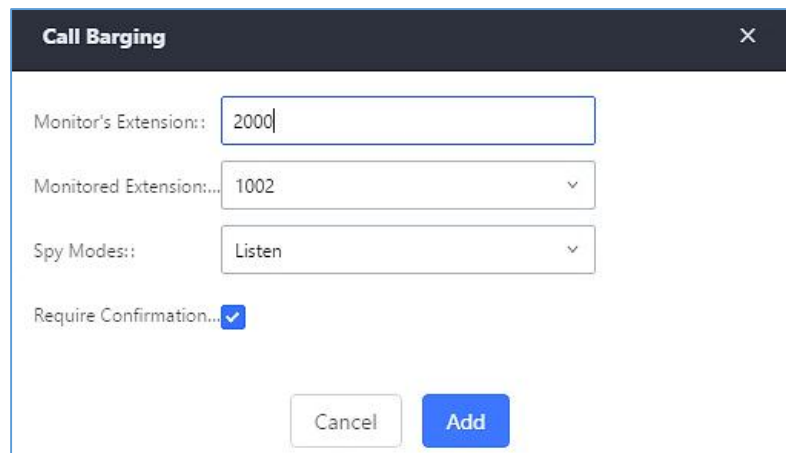 Call Barging
Monitor's Extension:: 2000
Monitored Extension:... 1002
Spy Modes:: Listen
Require Confirmation...
Cancel Add